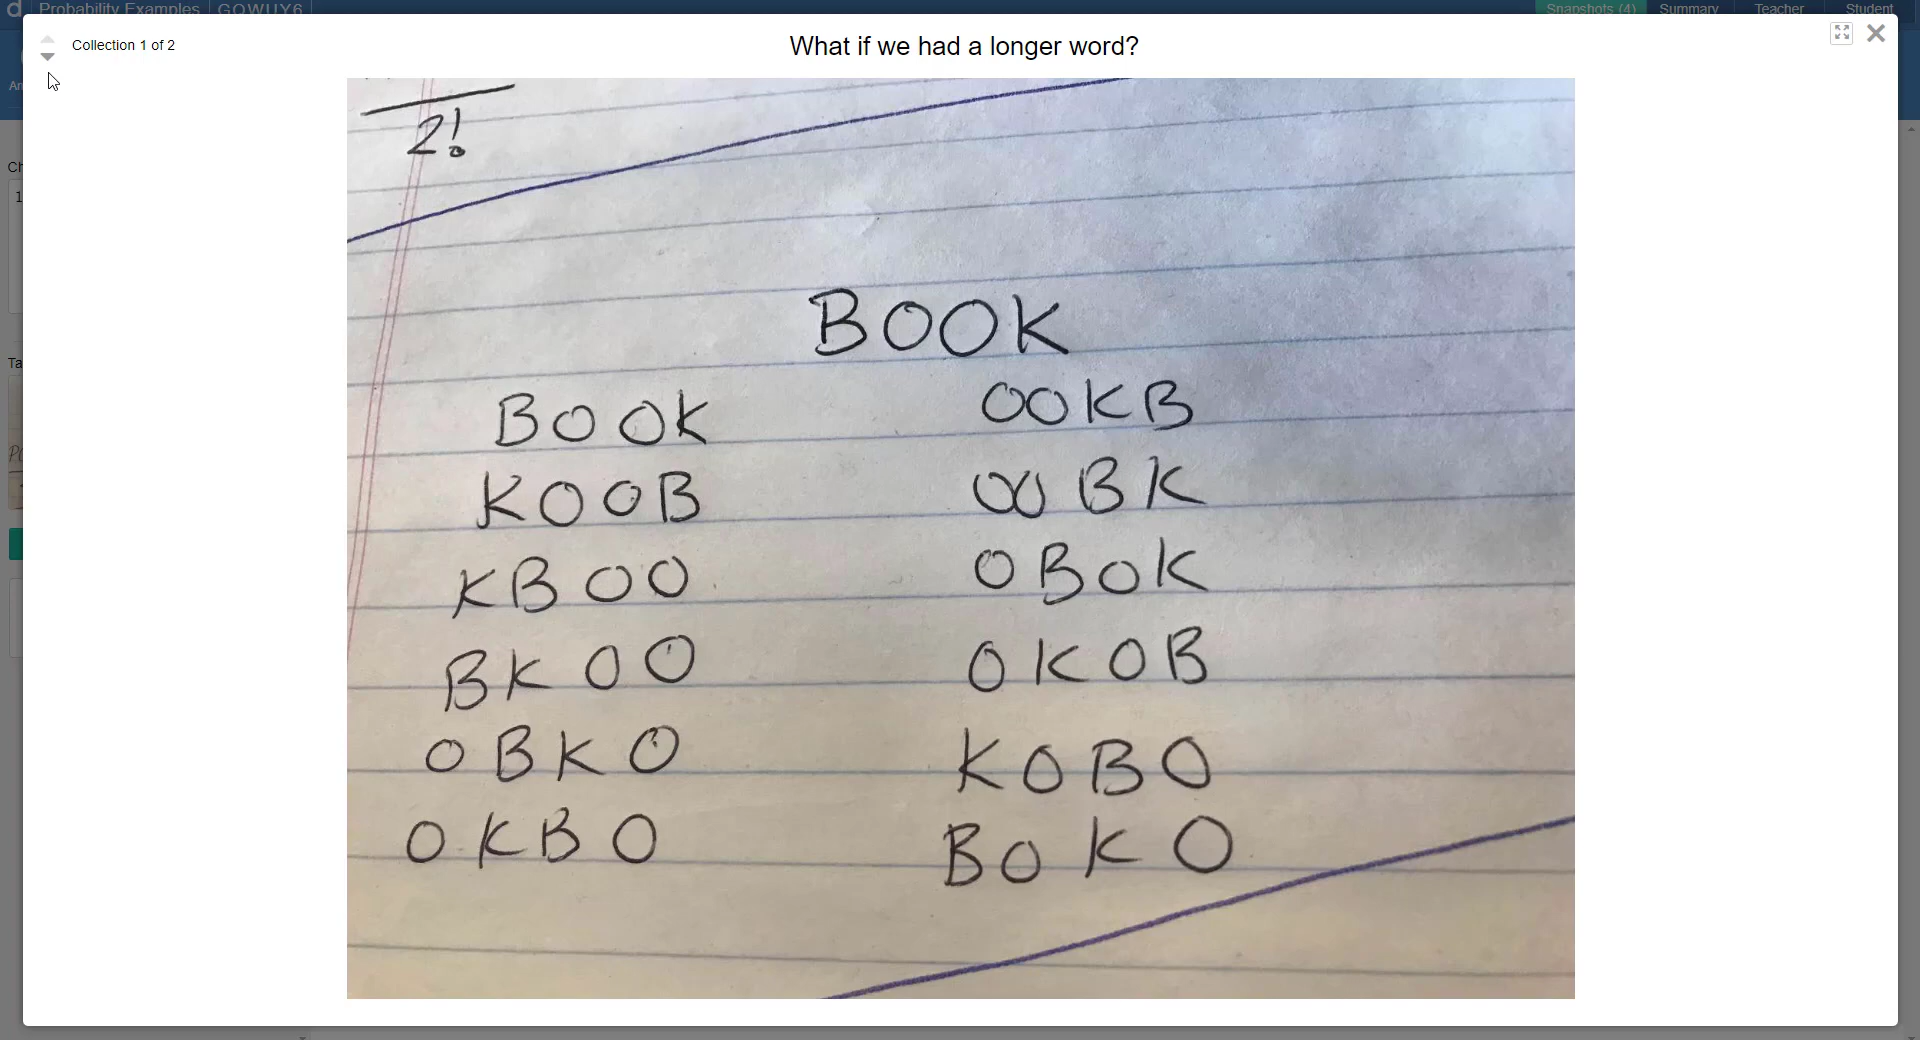 Probability Examples GOWUY6 Snapshots (4) Summary Teacher Student
Collection 1 of 2
What if we had a longer word?
2!
BOOK
BOOK
KOOB
KBOO
BKOO
OBKO
OKBO
OOKB
OOBK
OBOK
OKOB
KOBO
BOKO